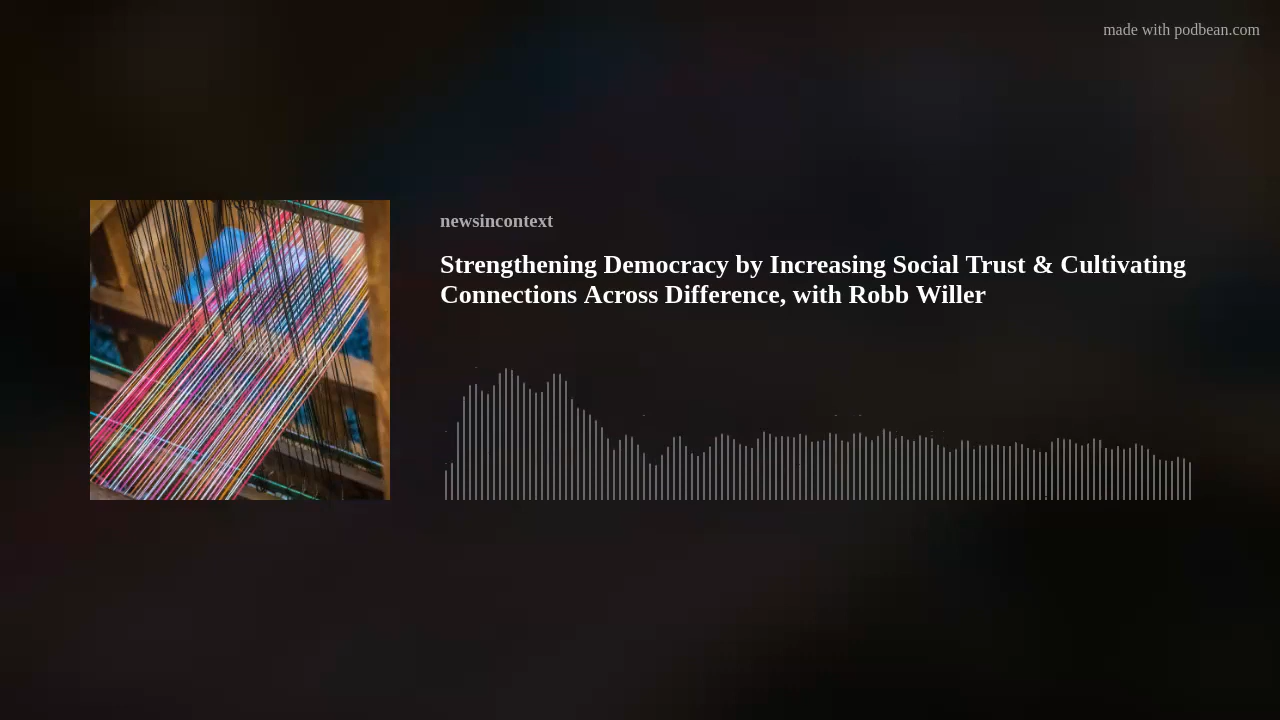 made with podbean.com
newsincontext
Strengthening Democracy by Increasing Social Trust & Cultivating
Connections Across Difference, with Robb Willer